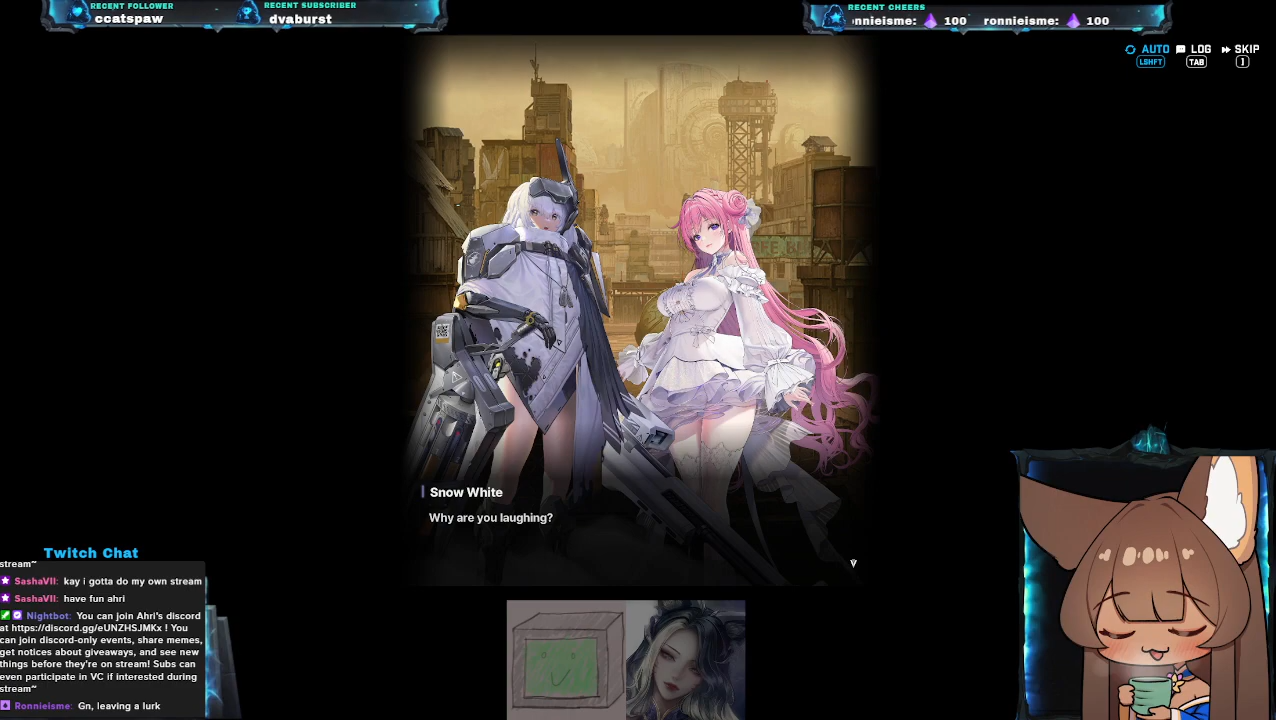 RECENT FOLLOWER
ccatspaw
RECENT SUBSCRIBER
dvaburst
RECENT CHEERS
onnieisme: 100 ronnieisme: 100
AUTO LOG SKIP
LSHFT TAB I
Snow White
Why are you laughing?
Twitch Chat
stream~
SashaVII: kay i gotta do my own stream
SashaVII: have fun ahri
Nightbot: You can join Ahri's discord
at https://discord.gg/eUNZHSJMKx ! You
can join discord-only events, share memes,
get notices about giveaways, and see new
things before they're on stream! Subs can
even participate in VC if interested during
stream~
Ronnieisme: Gn, leaving a lurk